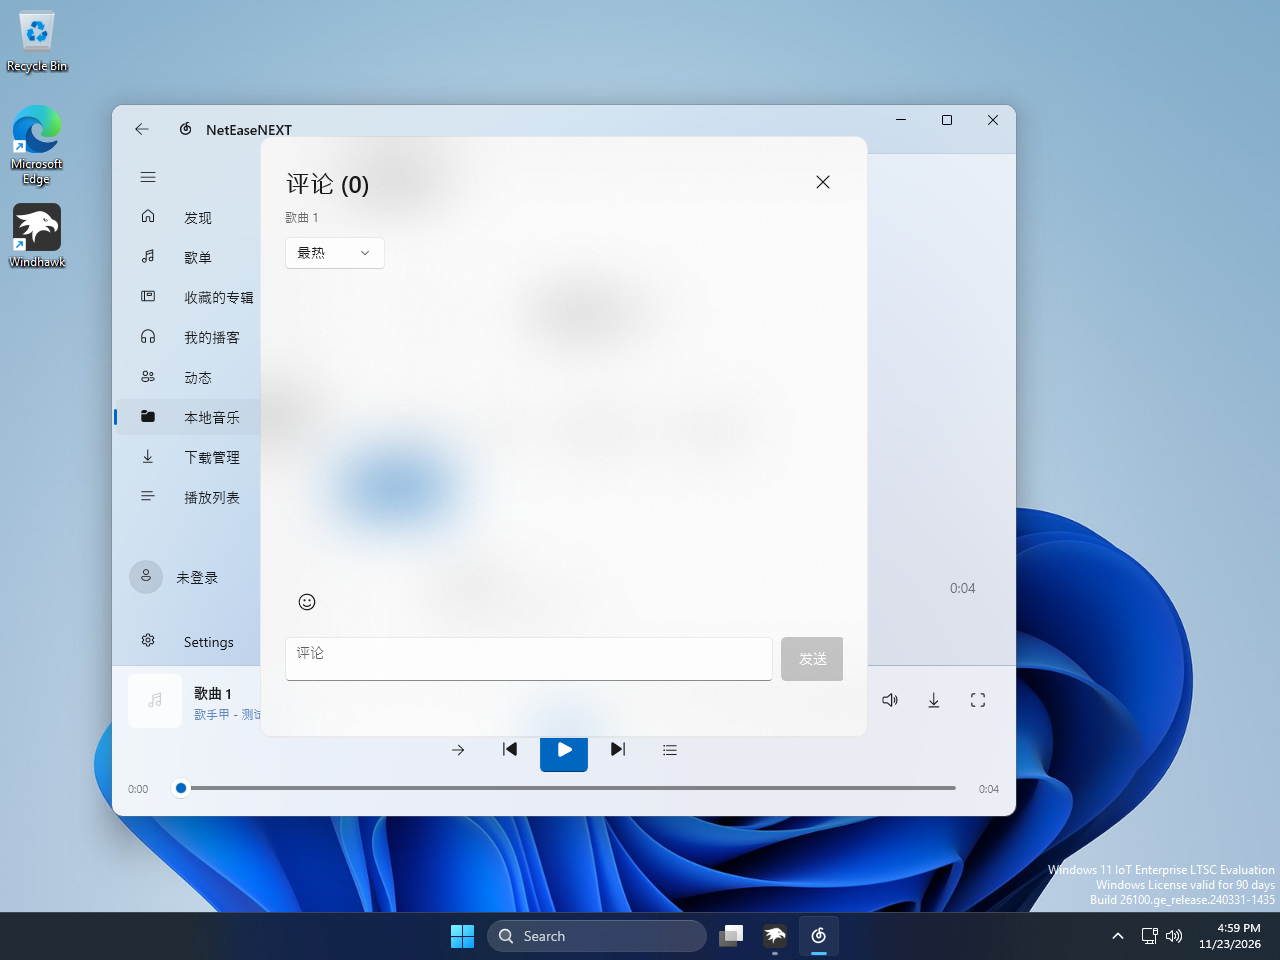 Recycle Bin
Microsoft
Edge
Windhawk
NetEaseNEXT
发现
歌单
收藏的专辑
我的播客
动态
本地音乐
下载管理
播放列表
未登录
Settings
评论 (0)
歌曲 1
最热
评论
发送
0:04
歌曲 1
歌手甲 - 测试
0:00
0:04
Windows 11 IoT Enterprise LTSC Evaluation
Windows License valid for 90 days
Build 26100.ge_release.240331-1435
Search
4:59 PM
11/23/2026